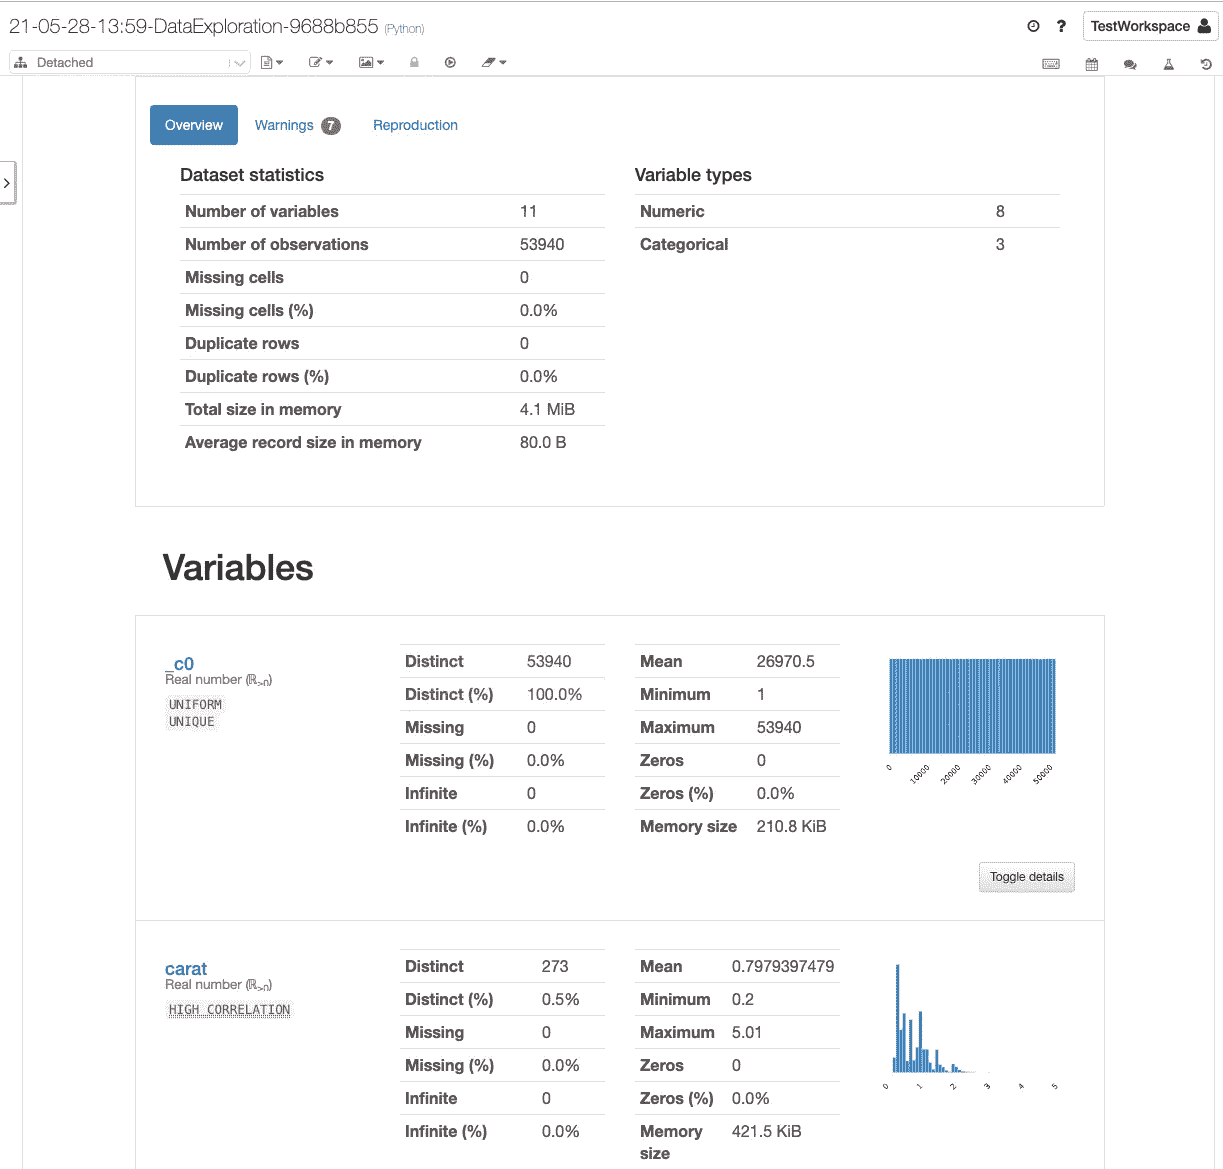 21-05-28-13:59-DataExploration-9688b855 (Python)
? TestWorkspace
Detached
Overview Warnings 7 Reproduction
Dataset statistics
Number of variables 11
Number of observations 53940
Missing cells 0
Missing cells (%) 0.0%
Duplicate rows 0
Duplicate rows (%) 0.0%
Total size in memory 4.1 MiB
Average record size in memory 80.0 B
Variable types
Numeric 8
Categorical 3
Variables
_c0
Real number (ℝ>0)
UNIFORM
UNIQUE
Distinct 53940
Distinct (%) 100.0%
Missing 0
Missing (%) 0.0%
Infinite 0
Infinite (%) 0.0%
Mean 26970.5
Minimum 1
Maximum 53940
Zeros 0
Zeros (%) 0.0%
Memory size 210.8 KiB
0 10000 20000 30000 40000 50000
Toggle details
carat
Real number (ℝ>0)
HIGH CORRELATION
Distinct 273
Distinct (%) 0.5%
Missing 0
Missing (%) 0.0%
Infinite 0
Infinite (%) 0.0%
Mean 0.7979397479
Minimum 0.2
Maximum 5.01
Zeros 0
Zeros (%) 0.0%
Memory 421.5 KiB
size
0 1 2 3 4 5